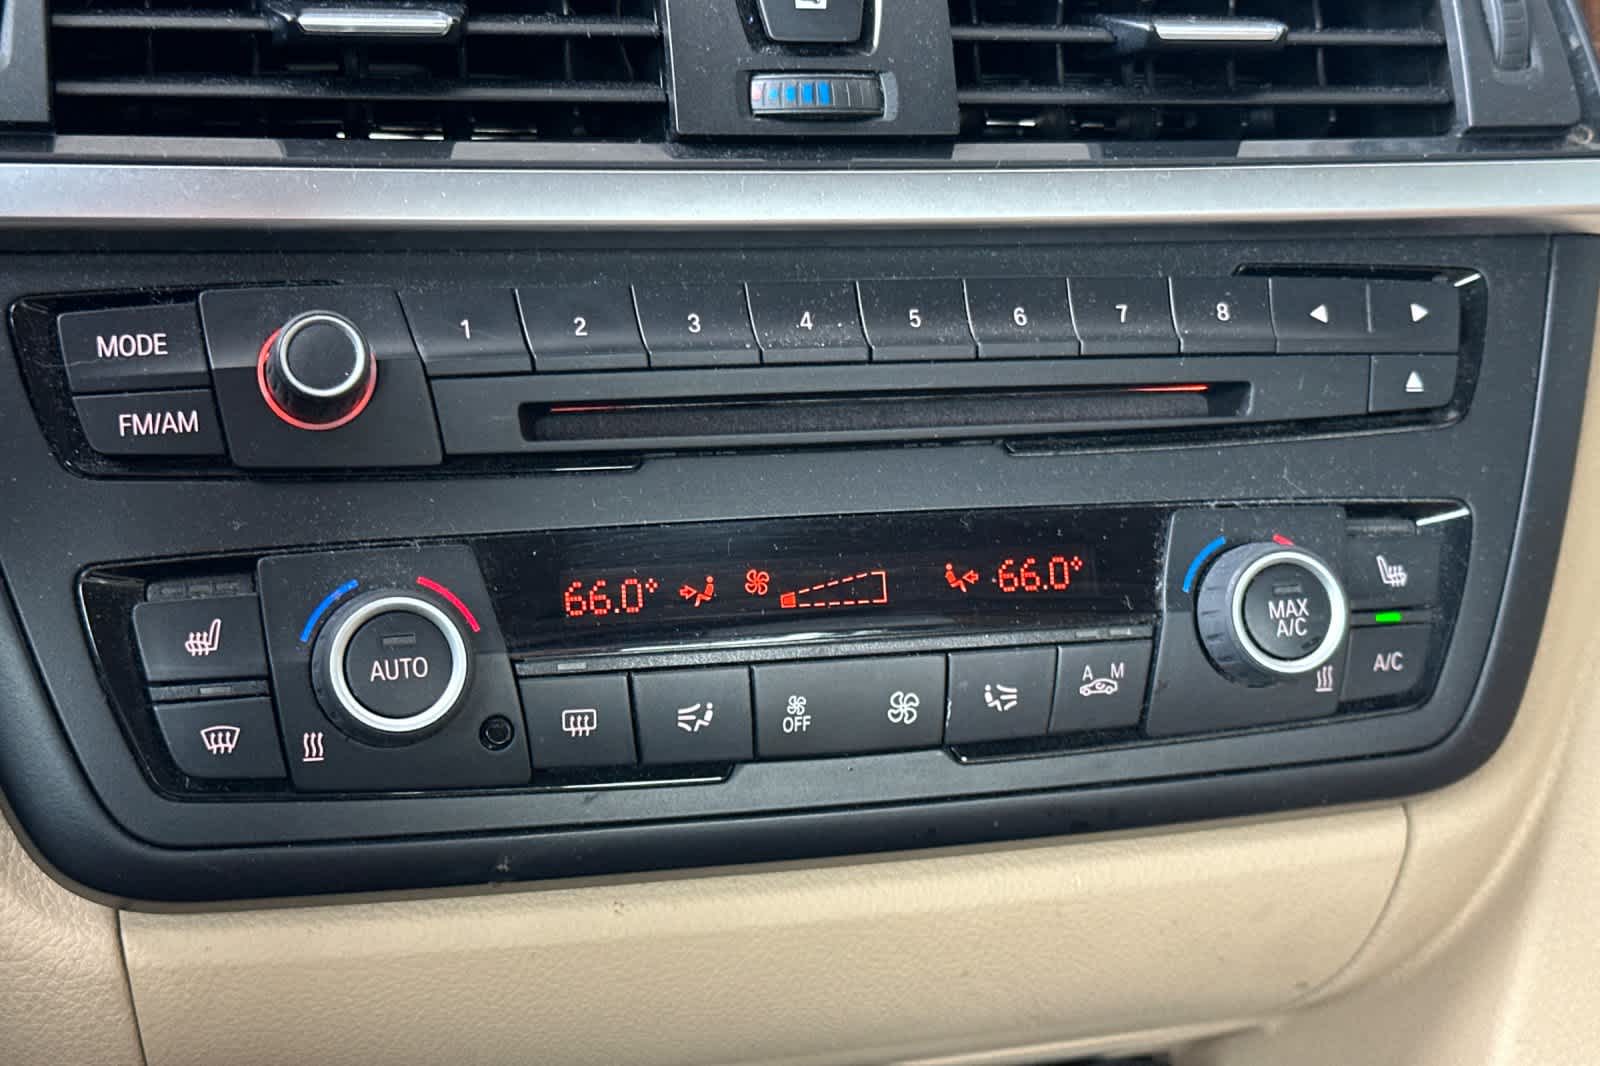 MODE
1 2 3 4 5 6 7 8
FM/AM
66.0°
66.0°
AUTO
MAX
A/C
A M
OFF
A/C